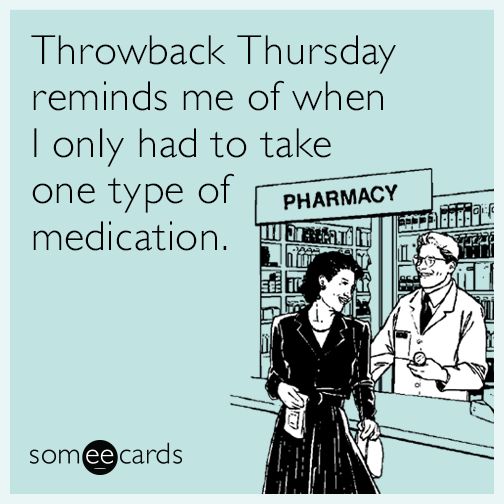 Throwback Thursday
reminds me of when
I only had to take
one type of
medication.
PHARMACY
someecards